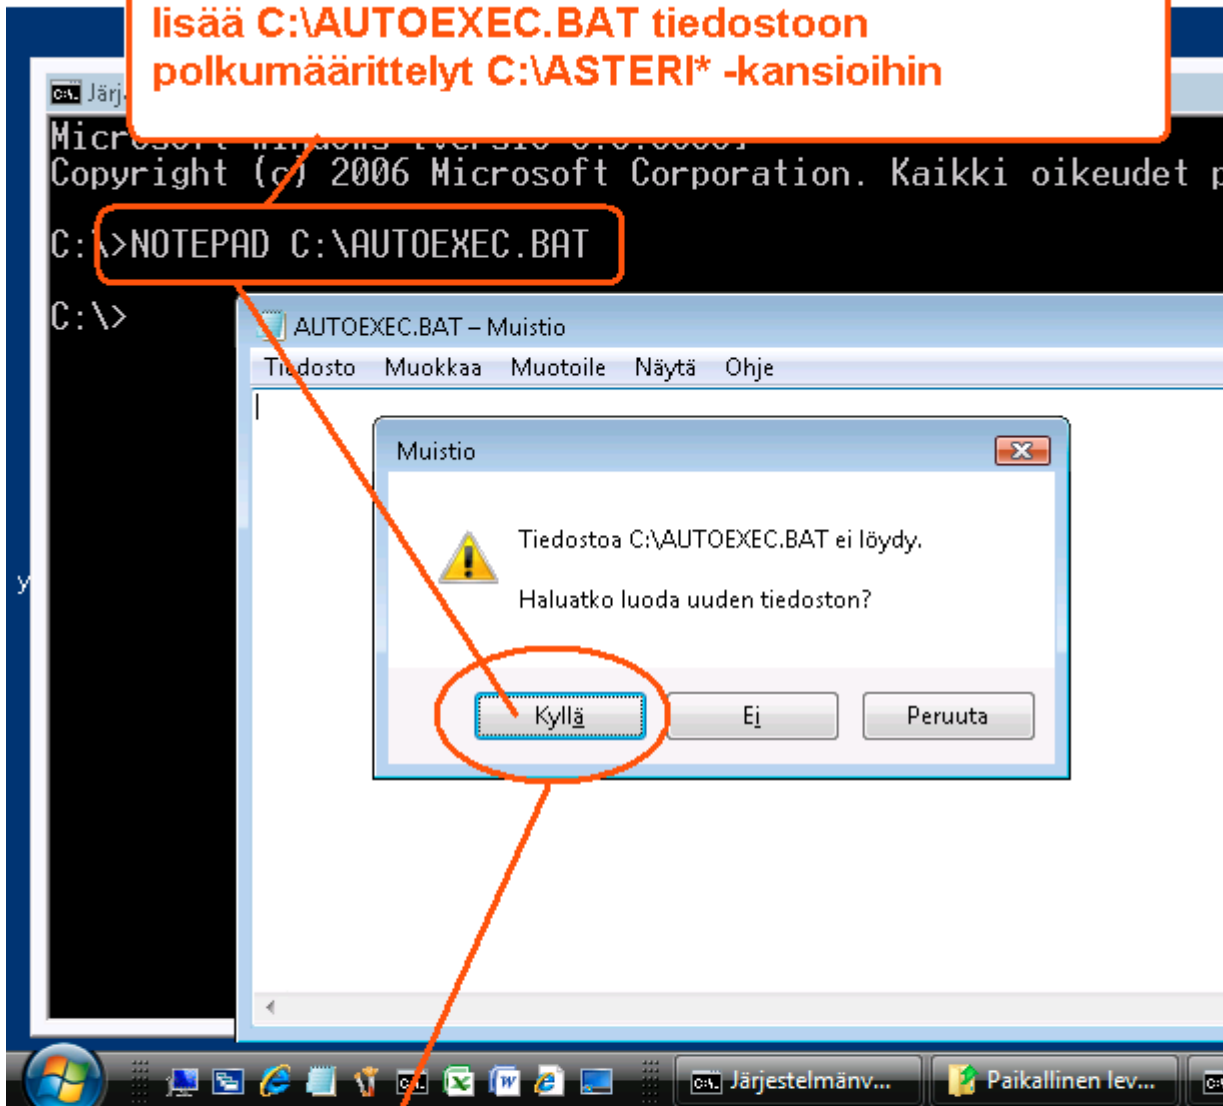 lisää C:\AUTOEXEC.BAT tiedostoon
polkumäärittelyt C:\ASTERI* -kansioihin
Järj
Copyright (c) 2006 Microsoft Corporation. Kaikki oikeudet p
C:\>NOTEPAD C:\AUTOEXEC.BAT
C:\>
AUTOEXEC.BAT – Muistio
Tiedosto Muokkaa Muotoile Näytä Ohje
Muistio
Tiedostoa C:\AUTOEXEC.BAT ei löydy.
Haluatko luoda uuden tiedoston?
Kyllä Ei Peruuta
y
Järjestelmänv... Paikallinen lev...